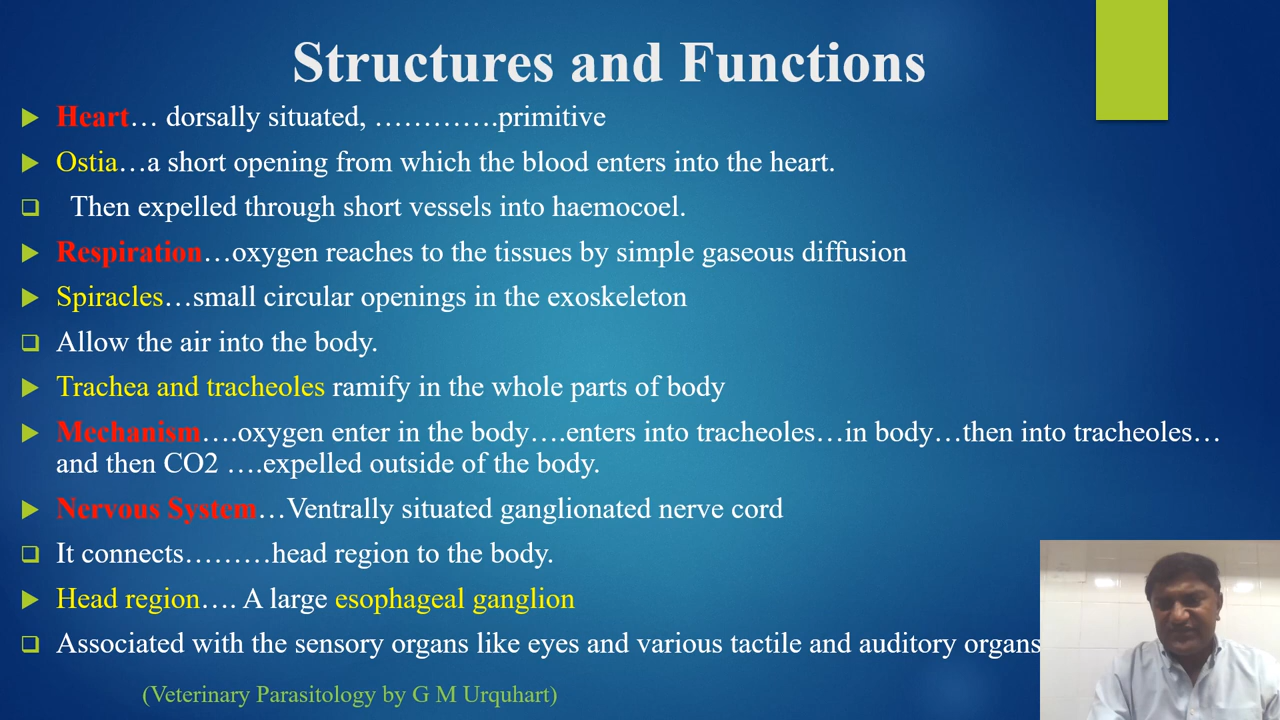 Structures and Functions
Heart… dorsally situated, ………….primitive
Ostia…a short opening from which the blood enters into the heart.
Then expelled through short vessels into haemocoel.
Respiration…oxygen reaches to the tissues by simple gaseous diffusion
Spiracles…small circular openings in the exoskeleton
Allow the air into the body.
Trachea and tracheoles ramify in the whole parts of body
Mechanism….oxygen enter in the body….enters into tracheoles…in body…then into tracheoles…
and then CO2 ….expelled outside of the body.
Nervous System…Ventrally situated ganglionated nerve cord
It connects………head region to the body.
Head region…. A large esophageal ganglion
Associated with the sensory organs like eyes and various tactile and auditory organs
(Veterinary Parasitology by G M Urquhart)